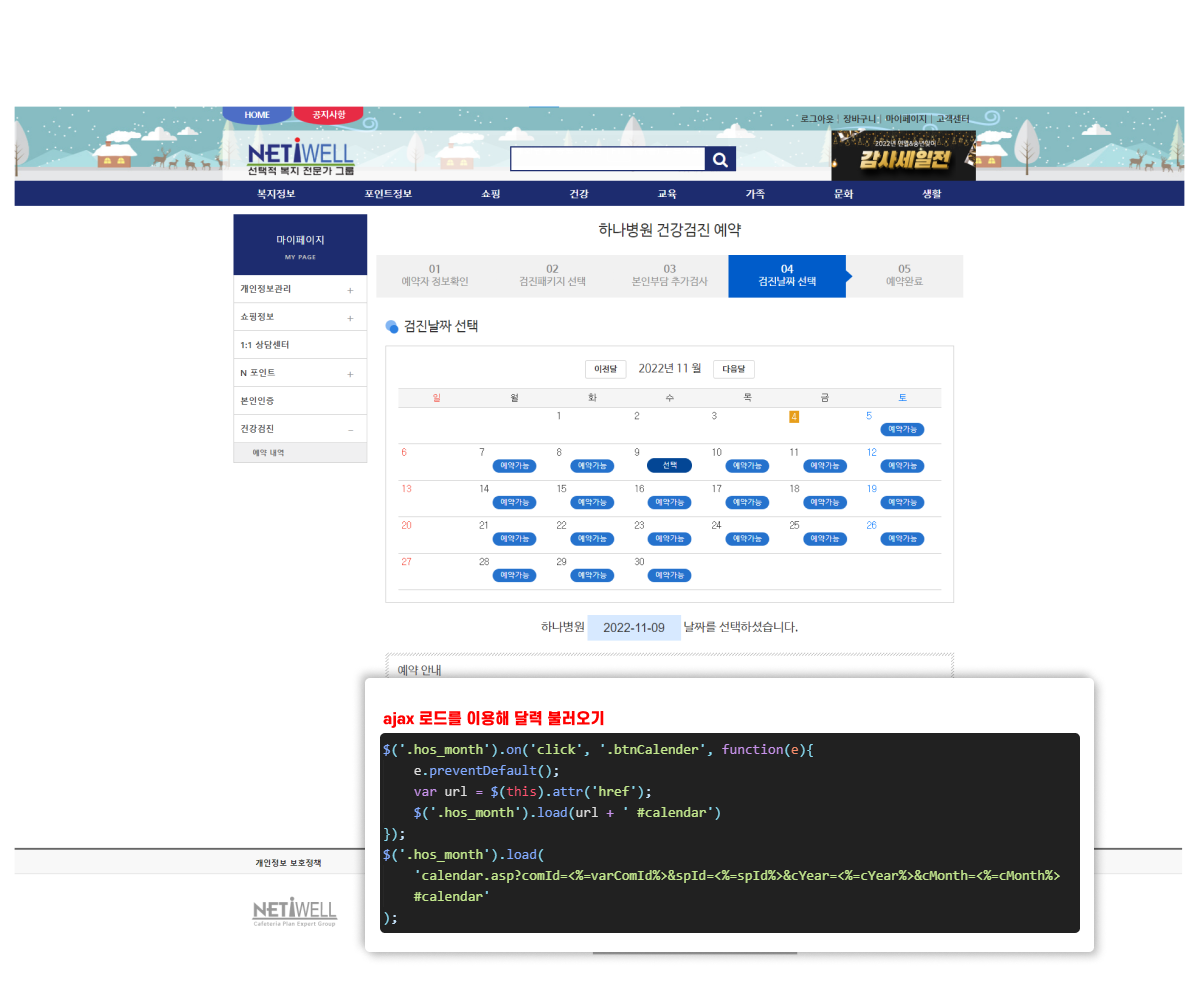 HOME 공지사항
로그아웃 | 장바구니 | 마이페이지 | 고객센터
NETiWELL
선택적 복지 전문가 그룹
감사세일전
복지정보 포인트정보 쇼핑 건강 교육 가족 문화 생활
마이페이지
MY PAGE
개인정보관리 +
쇼핑정보 +
1:1 상담센터
N 포인트 +
본인인증
건강검진 –
예약 내역
하나병원 건강검진 예약
01 02 03 04 05
예약자 정보확인 검진패키지 선택 본인부담 추가검사 검진날짜 선택 예약완료
검진날짜 선택
이전달 2022년 11 월 다음달
일 월 화 수 목 금 토
1 2 3 4 5
예약가능
6 7 8 9 10 11 12
예약가능 예약가능 선택 예약가능 예약가능 예약가능
13 14 15 16 17 18 19
예약가능 예약가능 예약가능 예약가능 예약가능 예약가능
20 21 22 23 24 25 26
예약가능 예약가능 예약가능 예약가능 예약가능 예약가능
27 28 29 30
예약가능 예약가능 예약가능
하나병원 2022-11-09 날짜를 선택하셨습니다.
예약 안내
ajax 로드를 이용해 달력 불러오기
$('.hos_month').on('click', '.btnCalender', function(e){
    e.preventDefault();
    var url = $(this).attr('href');
    $('.hos_month').load(url + ' #calendar')
});
$('.hos_month').load(
    'calendar.asp?comId=<%=varComId%>&spId=<%=spId%>&cYear=<%=cYear%>&cMonth=<%=cMonth%>
    #calendar'
);
개인정보 보호정책
NETiWELL
Cafeteria Plan Expert Group